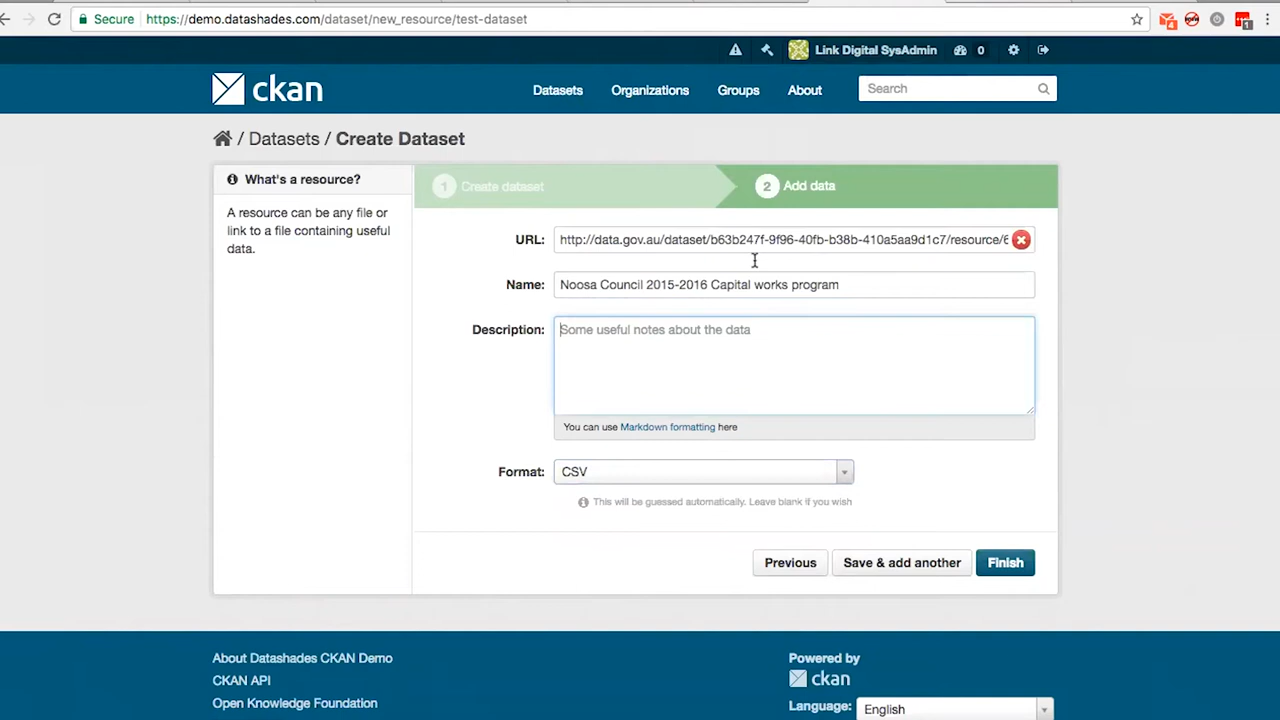 Secure https://demo.datashades.com/dataset/new_resource/test-dataset
4
1
Link Digital SysAdmin 0
ckan Datasets Organizations Groups About Search
/ Datasets / Create Dataset
What's a resource?
A resource can be any file or
link to a file containing useful
data.
1 Create dataset 2 Add data
URL: http://data.gov.au/dataset/b63b247f-9f96-40fb-b38b-410a5aa9d1c7/resource/6
Name: Noosa Council 2015-2016 Capital works program
Description: Some useful notes about the data
You can use Markdown formatting here
Format: CSV
This will be guessed automatically. Leave blank if you wish
Previous Save & add another Finish
About Datashades CKAN Demo
CKAN API
Open Knowledge Foundation
Powered by
ckan
Language: English